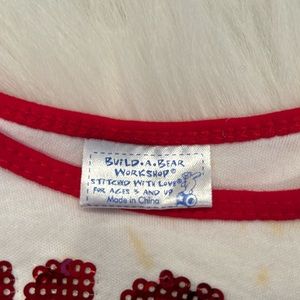 BUILD·A·BEAR
WORKSHOP®
STITCHED WITH LOVE®
FOR AGES 3 AND UP
Made in China